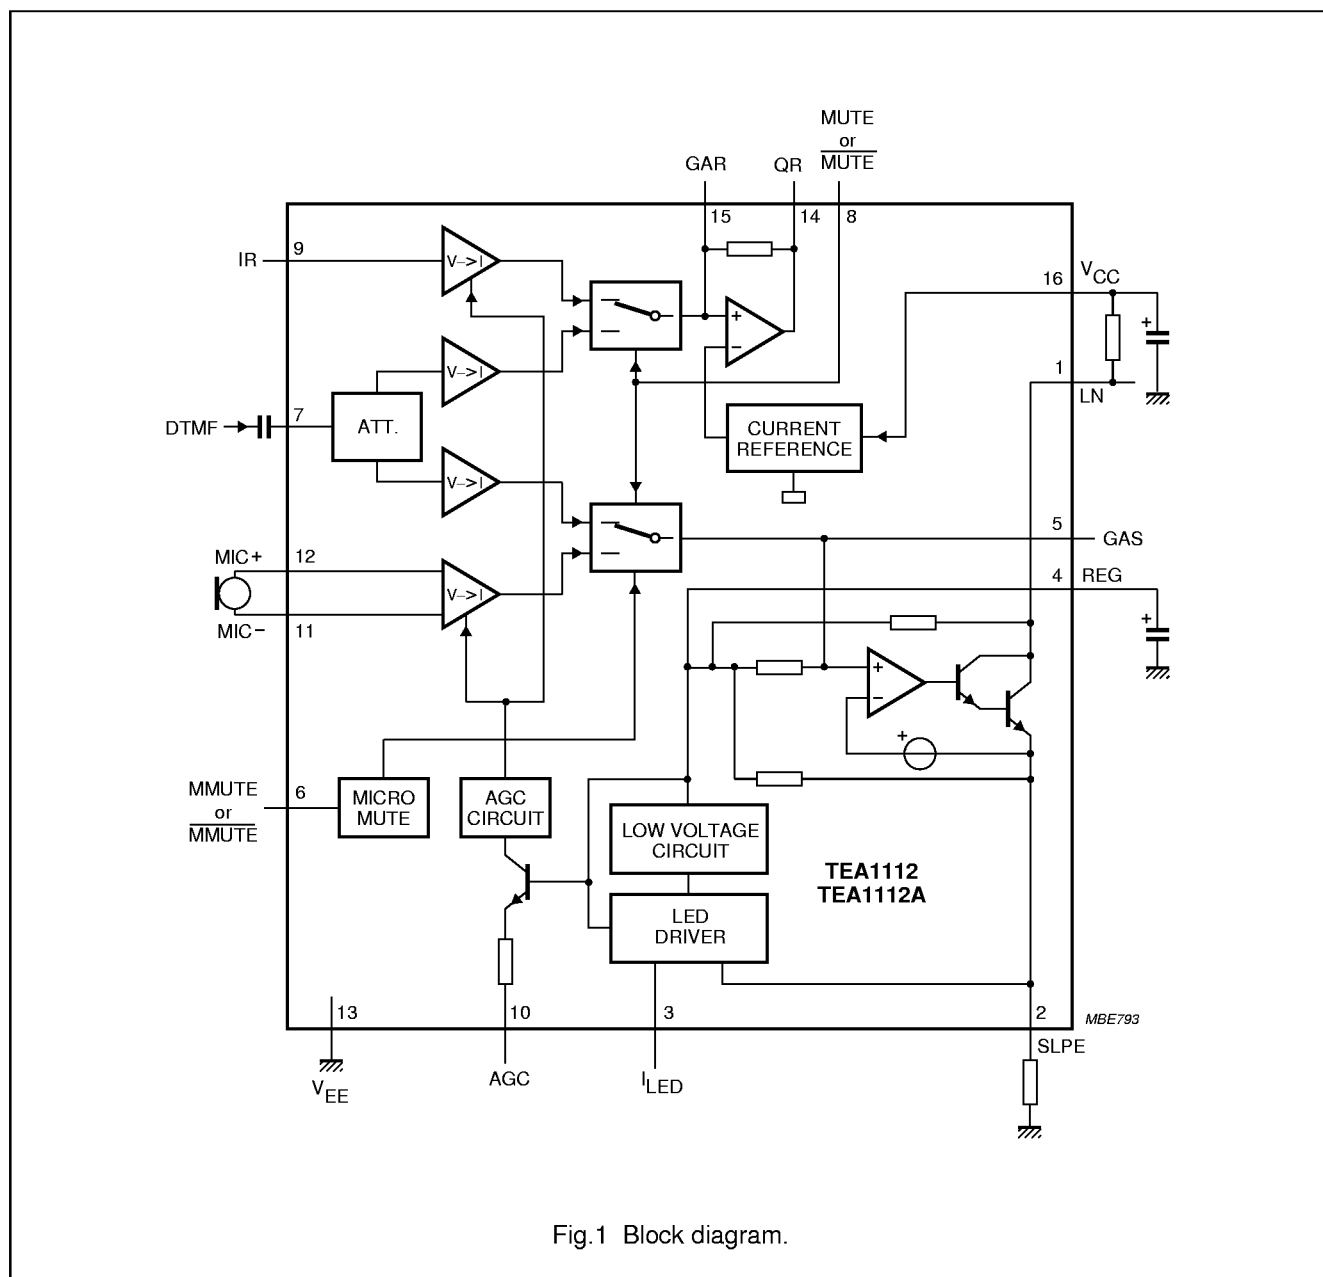 MUTE
or
MUTE
GAR
QR
15
14
8
IR
9
V->I
VCC
16
+
−
+
1
LN
V->I
DTMF
7
ATT.
CURRENT
REFERENCE
V->I
5
GAS
MIC+
12
4
REG
V->I
MIC−
11
+
+
−
+
MMUTE
or
MMUTE
6
MICRO
MUTE
AGC
CIRCUIT
LOW VOLTAGE
CIRCUIT
TEA1112
TEA1112A
LED
DRIVER
13
10
3
2
MBE793
SLPE
VEE
AGC
ILED
Fig.1 Block diagram.